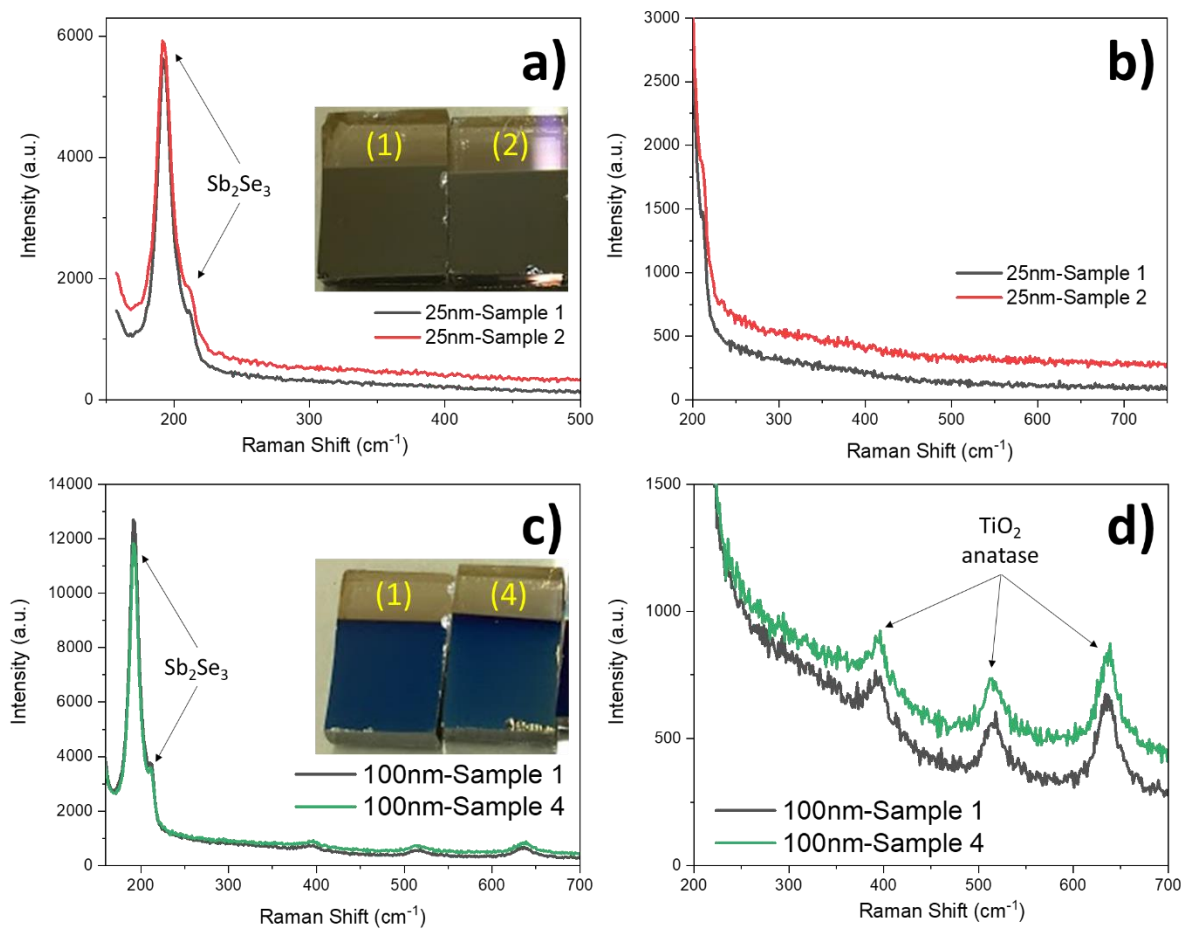 a)
6000
4000
2000
0
Intensity (a.u.)
Sb₂Se₃
(1)
(2)
25nm-Sample 1
25nm-Sample 2
200
300
400
500
Raman Shift (cm⁻¹)
b)
3000
2500
2000
1500
1000
500
0
Intensity (a.u.)
25nm-Sample 1
25nm-Sample 2
200
300
400
500
600
700
Raman Shift (cm⁻¹)
c)
14000
12000
10000
8000
6000
4000
2000
0
Intensity (a.u.)
Sb₂Se₃
(1)
(4)
100nm-Sample 1
100nm-Sample 4
200
300
400
500
600
700
Raman Shift (cm⁻¹)
d)
1500
1000
500
0
Intensity (a.u.)
TiO₂
anatase
100nm-Sample 1
100nm-Sample 4
200
300
400
500
600
700
Raman Shift (cm⁻¹)